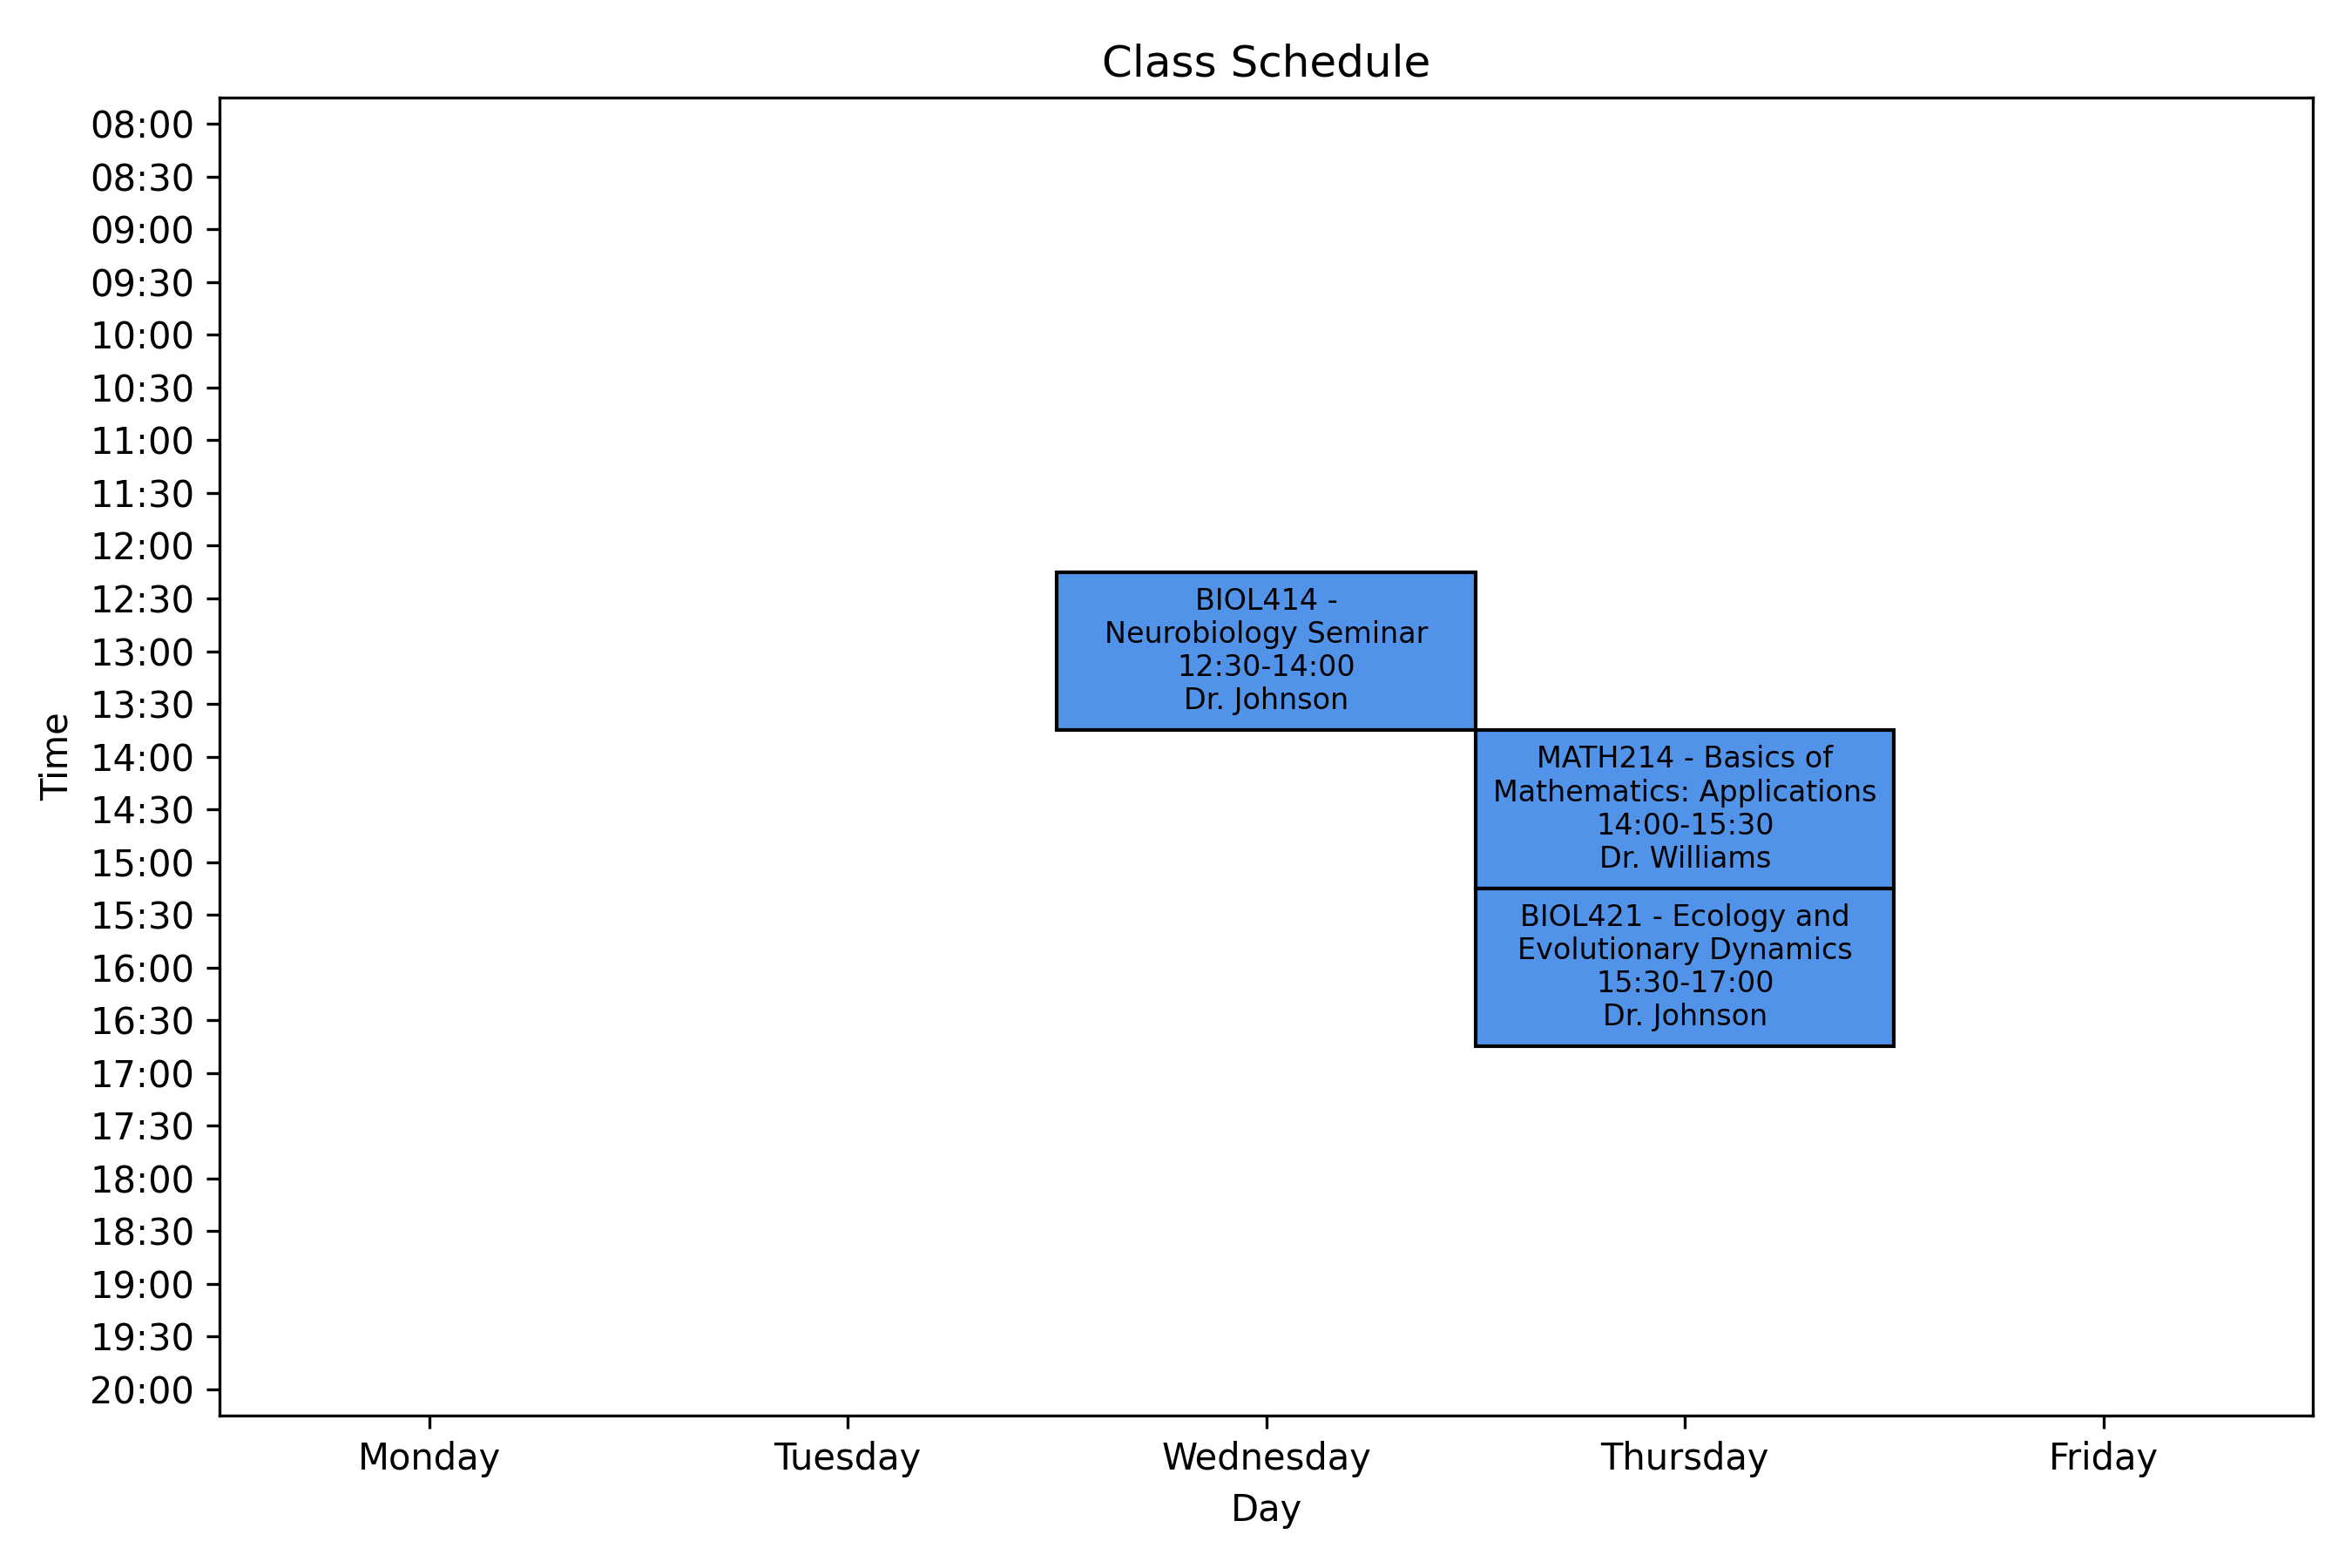 Class Schedule
Time
08:00
08:30
09:00
09:30
10:00
10:30
11:00
11:30
12:00
12:30
13:00
13:30
14:00
14:30
15:00
15:30
16:00
16:30
17:00
17:30
18:00
18:30
19:00
19:30
20:00
BIOL414 -
Neurobiology Seminar
12:30-14:00
Dr. Johnson
MATH214 - Basics of
Mathematics: Applications
14:00-15:30
Dr. Williams
BIOL421 - Ecology and
Evolutionary Dynamics
15:30-17:00
Dr. Johnson
Monday
Tuesday
Wednesday
Thursday
Friday
Day